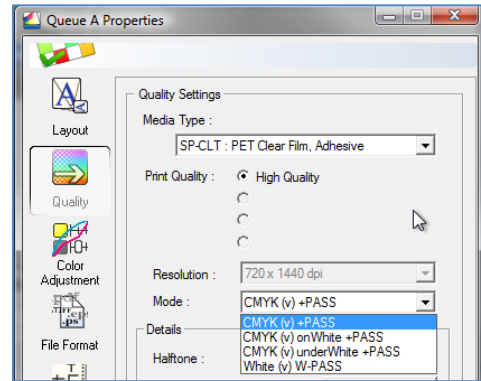 Queue A Properties
Layout
Quality
Color
Adjustment
File Format
Quality Settings
Media Type :
SP-CLT : PET Clear Film, Adhesive
Print Quality : High Quality
Resolution : 720 x 1440 dpi
Mode : CMYK (v) +PASS
CMYK (v) +PASS
CMYK (v) onWhite +PASS
CMYK (v) underWhite +PASS
White (v) W-PASS
Details
Halftone :